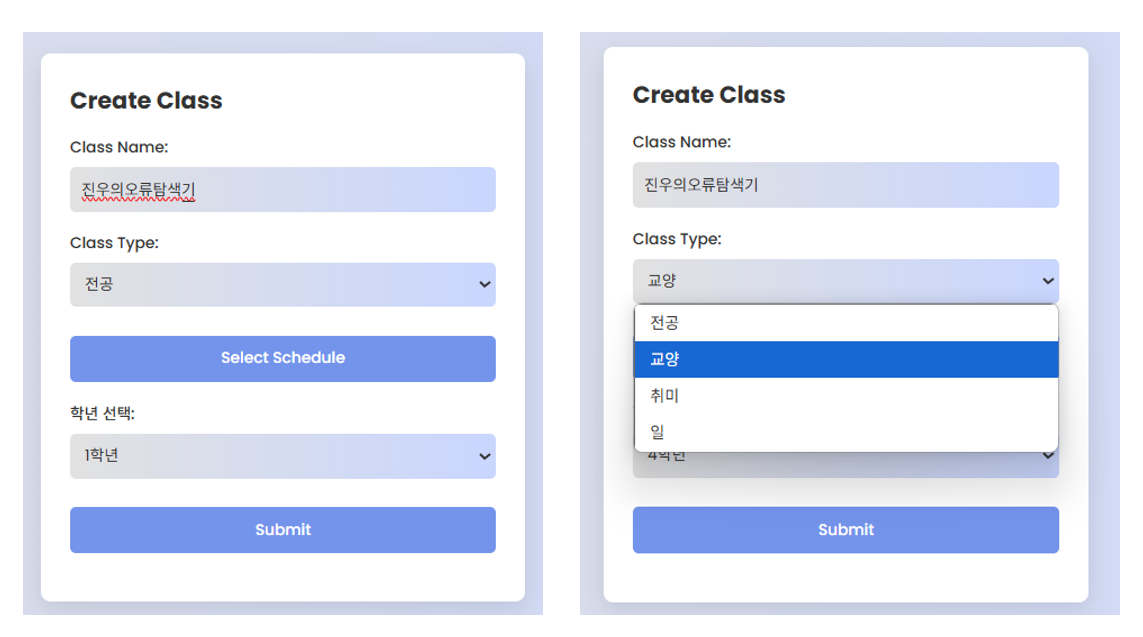 Create Class
Class Name:
진우의오류탐색기
Class Type:
전공
Select Schedule
학년 선택:
1학년
Submit
Create Class
Class Name:
진우의오류탐색기
Class Type:
교양
전공
교양
취미
일
4학년
Submit